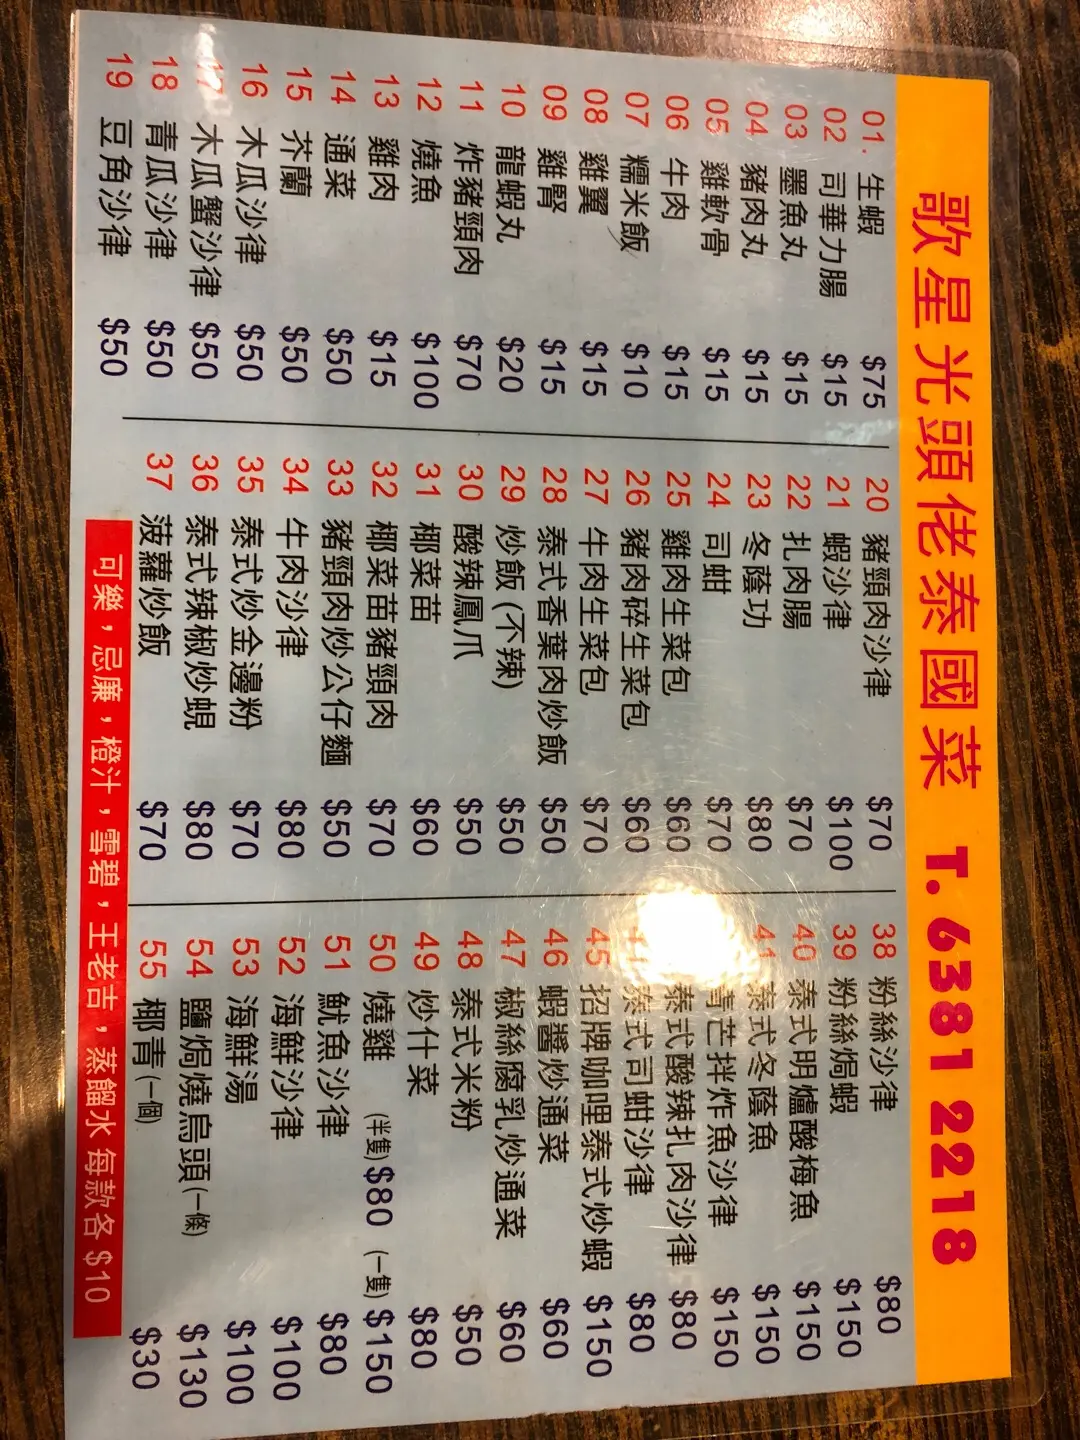 歌星光頭佬泰國菜 T. 6381 2218
01. 生蝦 $75
02 司華力腸 $15
03 墨魚丸 $15
04 豬肉丸 $15
05 雞軟骨 $15
06 牛肉 $15
07 糯米飯 $10
08 雞翼 $15
09 雞腎 $15
10 龍蝦丸 $20
11 炸豬頸肉 $70
12 燒魚 $100
13 雞肉 $15
14 通菜 $50
15 芥蘭 $50
16 木瓜沙律 $50
17 木瓜蟹沙律 $50
18 青瓜沙律 $50
19 豆角沙律 $50
20 豬頸肉沙律 $70
21 蝦沙律 $100
22 扎肉腸 $70
23 冬蔭功 $80
24 司蚶 $70
25 雞肉生菜包 $60
26 豬肉碎生菜包 $60
27 牛肉生菜包 $70
28 泰式香葉肉炒飯 $50
29 炒飯 (不辣) $50
30 酸辣鳳爪 $50
31 椰菜苗 $60
32 椰菜苗豬頸肉 $70
33 豬頸肉炒公仔麵 $50
34 牛肉沙律 $80
35 泰式炒金邊粉 $70
36 泰式辣椒炒蜆 $80
37 菠蘿炒飯 $70
38 粉絲沙律 $80
39 粉絲焗蝦 $150
40 泰式明爐酸梅魚 $150
41 泰式冬蔭魚 $150
青芒拌炸魚沙律 $150
泰式酸辣扎肉沙律 $80
泰式司蚶沙律 $80
45 招牌咖哩泰式炒蝦 $150
46 蝦醬炒通菜 $60
47 椒絲腐乳炒通菜 $60
48 泰式米粉 $50
49 炒什菜 $80
50 燒雞 (半隻) $80 (一隻) $150
51 魷魚沙律 $80
52 海鮮沙律 $100
53 海鮮湯 $100
54 鹽焗燒烏頭 (一條) $130
55 椰青 (一個) $30
可樂，忌廉，橙汁，雪碧，王老吉，蒸餾水 每款各 $10